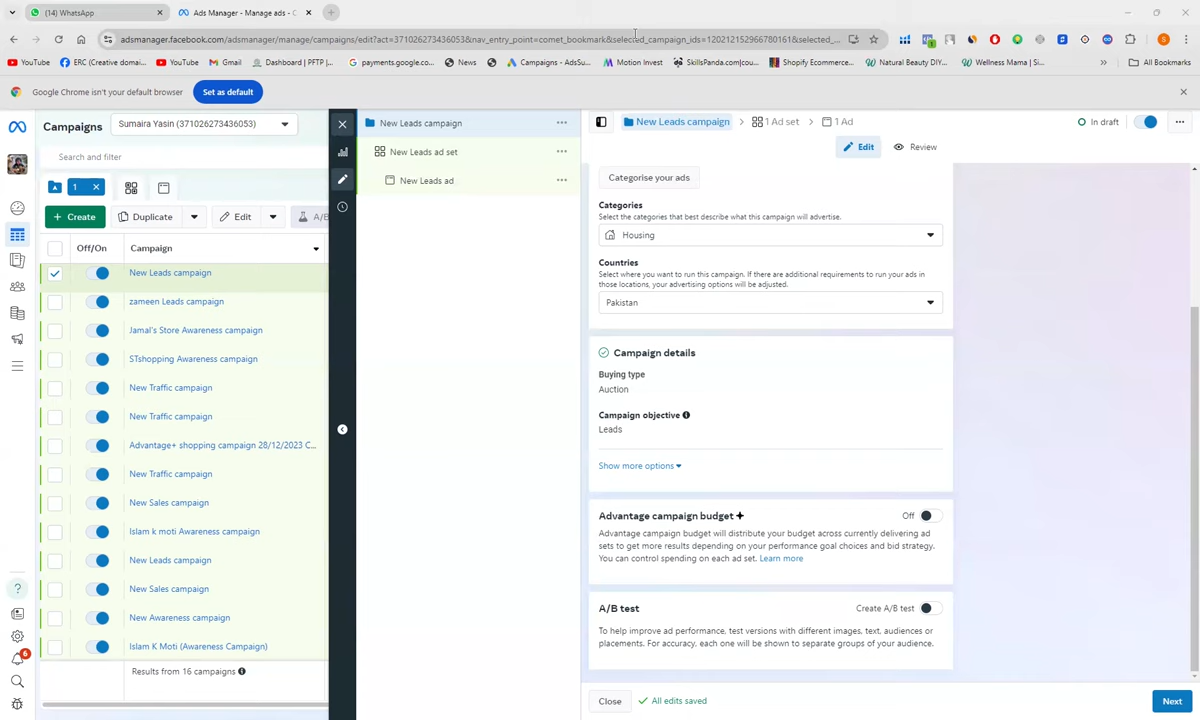 (14) WhatsApp
Ads Manager - Manage ads - C
adsmanager.facebook.com/adsmanager/manage/campaigns/edit?act=371026273436053&nav_entry_point=comet_bookmark&selected_campaign_ids=120212152966780161&selected_...
YouTube
ERC (Creative domai...
YouTube
Gmail
Dashboard | PFTP |...
payments.google.co...
News
Campaigns - AdsSu...
Motion Invest
SkillsPanda.com|cou...
Shopify Ecommerce...
Natural Beauty DIY...
Wellness Mama | Si...
All Bookmarks
Google Chrome isn't your default browser
Set as default
Campaigns
Sumaira Yasin (371026273436053)
Search and filter
1
Create
Duplicate
Edit
A/B
Off/On
Campaign
New Leads campaign
zameen Leads campaign
Jamal's Store Awareness campaign
STshopping Awareness campaign
New Traffic campaign
New Traffic campaign
Advantage+ shopping campaign 28/12/2023 C...
New Traffic campaign
New Sales campaign
Islam k moti Awareness campaign
New Leads campaign
New Sales campaign
New Awareness campaign
Islam K Moti (Awareness Campaign)
Results from 16 campaigns
6
New Leads campaign
New Leads ad set
New Leads ad
New Leads campaign
1 Ad set
1 Ad
In draft
Edit
Review
Categorise your ads
Categories
Select the categories that best describe what this campaign will advertise.
Housing
Countries
Select where you want to run this campaign. If there are additional requirements to run your ads in
those locations, your advertising options will be adjusted.
Pakistan
Campaign details
Buying type
Auction
Campaign objective
Leads
Show more options
Advantage campaign budget
Off
Advantage campaign budget will distribute your budget across currently delivering ad
sets to get more results depending on your performance goal choices and bid strategy.
You can control spending on each ad set. Learn more
A/B test
Create A/B test
To help improve ad performance, test versions with different images, text, audiences or
placements. For accuracy, each one will be shown to separate groups of your audience.
Close
All edits saved
Next